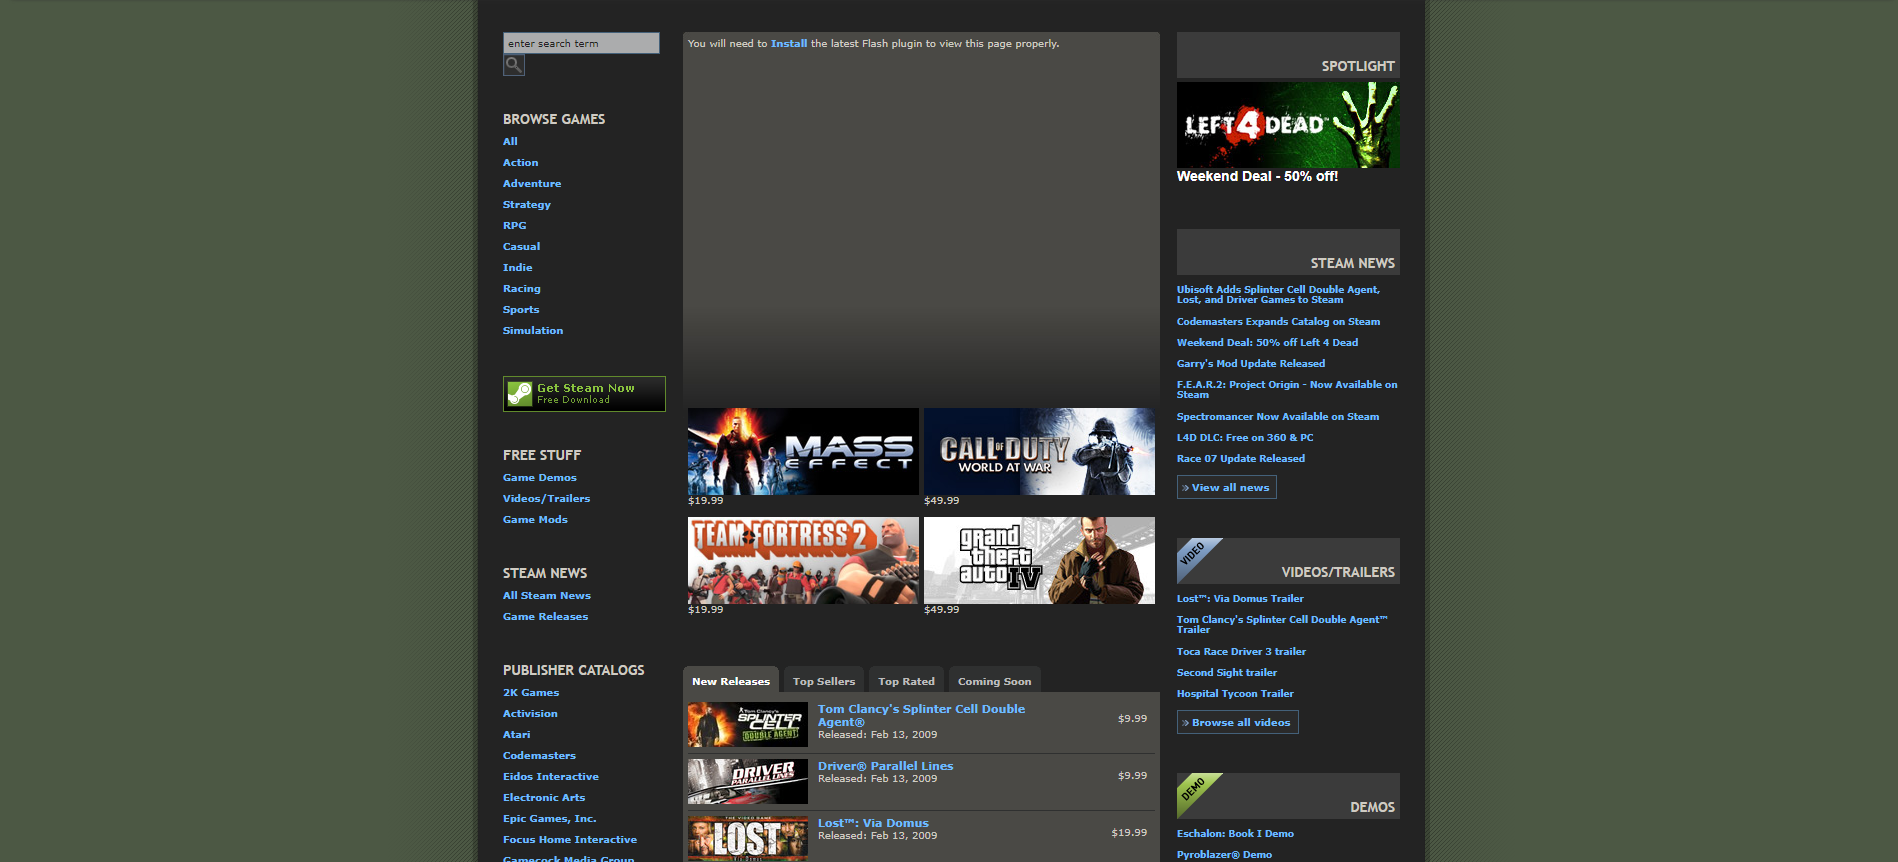 enter search term
BROWSE GAMES
All
Action
Adventure
Strategy
RPG
Casual
Indie
Racing
Sports
Simulation
Get Steam Now
Free Download
FREE STUFF
Game Demos
Videos/Trailers
Game Mods
STEAM NEWS
All Steam News
Game Releases
PUBLISHER CATALOGS
2K Games
Activision
Atari
Codemasters
Eidos Interactive
Electronic Arts
Epic Games, Inc.
Focus Home Interactive
Gamecock Media Group
You will need to Install the latest Flash plugin to view this page properly.
MASS
EFFECT
$19.99
CALL OF DUTY
WORLD AT WAR
$49.99
TEAM FORTRESS 2
$19.99
grand
theft
auto IV
$49.99
New Releases
Top Sellers
Top Rated
Coming Soon
Tom Clancy's
SPLINTER
CELL
DOUBLE AGENT
Tom Clancy's Splinter Cell Double
Agent®
Released: Feb 13, 2009
$9.99
DRIVER
PARALLEL LINES
Driver® Parallel Lines
Released: Feb 13, 2009
$9.99
THE VIDEO GAME
LOST
Via Domus
Lost™: Via Domus
Released: Feb 13, 2009
$19.99
SPOTLIGHT
LEFT 4 DEAD™
Weekend Deal - 50% off!
STEAM NEWS
Ubisoft Adds Splinter Cell Double Agent,
Lost, and Driver Games to Steam
Codemasters Expands Catalog on Steam
Weekend Deal: 50% off Left 4 Dead
Garry's Mod Update Released
F.E.A.R.2: Project Origin - Now Available on
Steam
Spectromancer Now Available on Steam
L4D DLC: Free on 360 & PC
Race 07 Update Released
» View all news
VIDEO
VIDEOS/TRAILERS
Lost™: Via Domus Trailer
Tom Clancy's Splinter Cell Double Agent™
Trailer
Toca Race Driver 3 trailer
Second Sight trailer
Hospital Tycoon Trailer
» Browse all videos
DEMO
DEMOS
Eschalon: Book I Demo
Pyroblazer® Demo